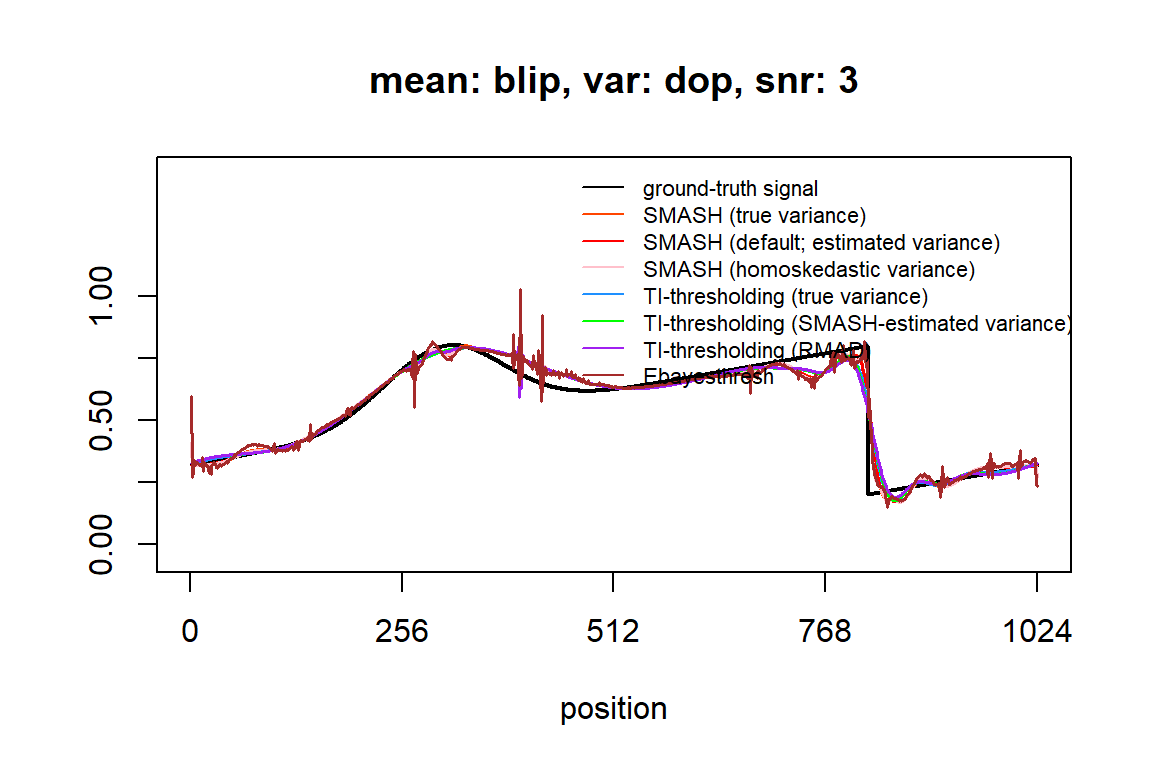 mean: blip, var: dop, snr: 3
ground-truth signal
SMASH (true variance)
SMASH (default; estimated variance)
SMASH (homoskedastic variance)
TI-thresholding (true variance)
TI-thresholding (SMASH-estimated variance)
TI-thresholding (RMAD)
Ebayesthresh
1.00
0.50
0.00
0 256 512 768 1024
position